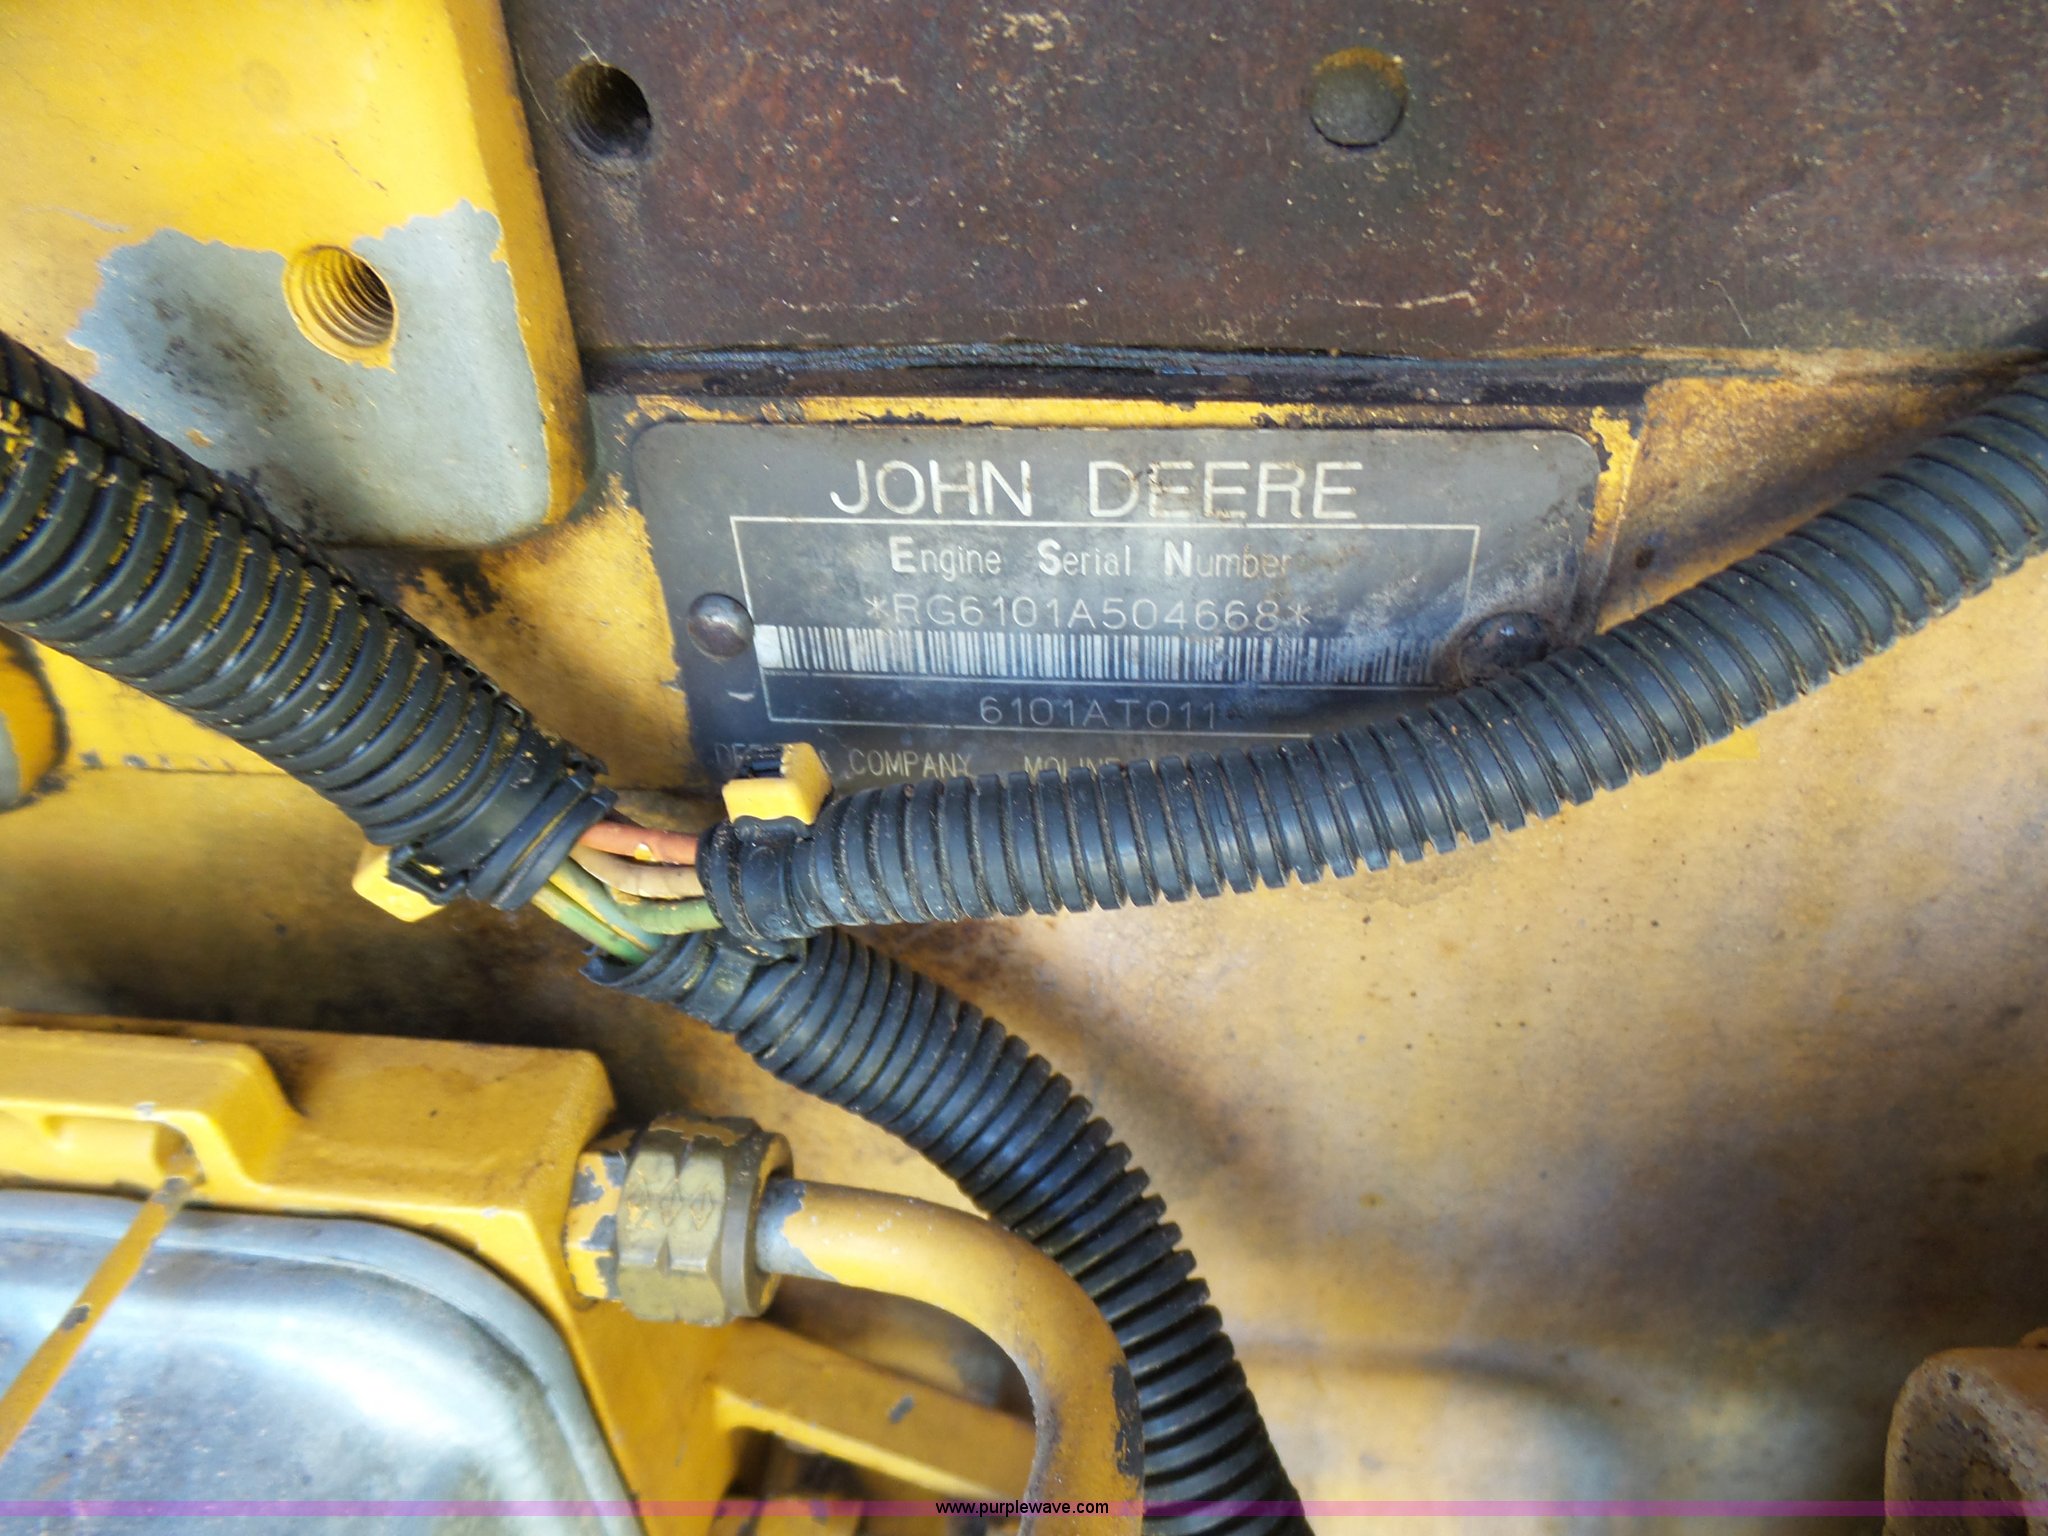 JOHN DEERE
Engine Serial Number
*RG6101A504668*
6101AT011
& COMPANY
www.purplewave.com